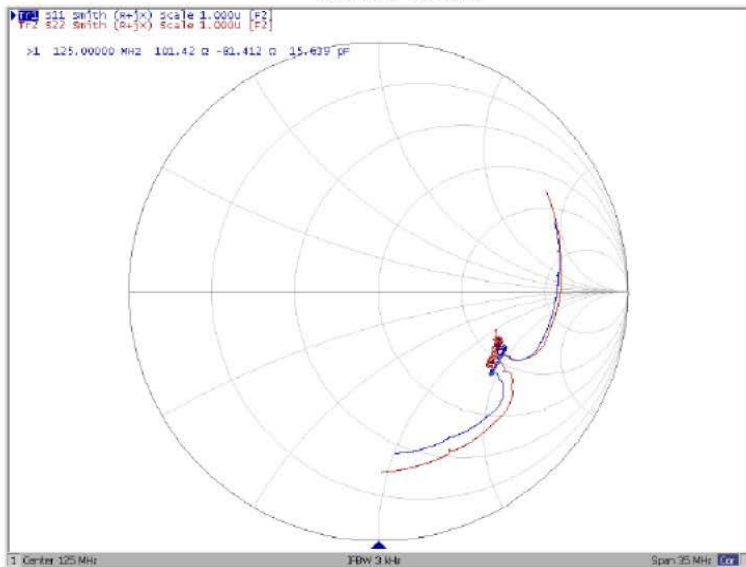 Tr1 S11 Smith (R+jX) Scale 1.000U [F2]
Tr2 S22 Smith (R+jX) Scale 1.000U [F2]
>1 125.00000 MHz 101.42 Ω -81.412 Ω 15.639 pF
1 Center 125 MHz IFBW 3 kHz Span 35 MHz Cor